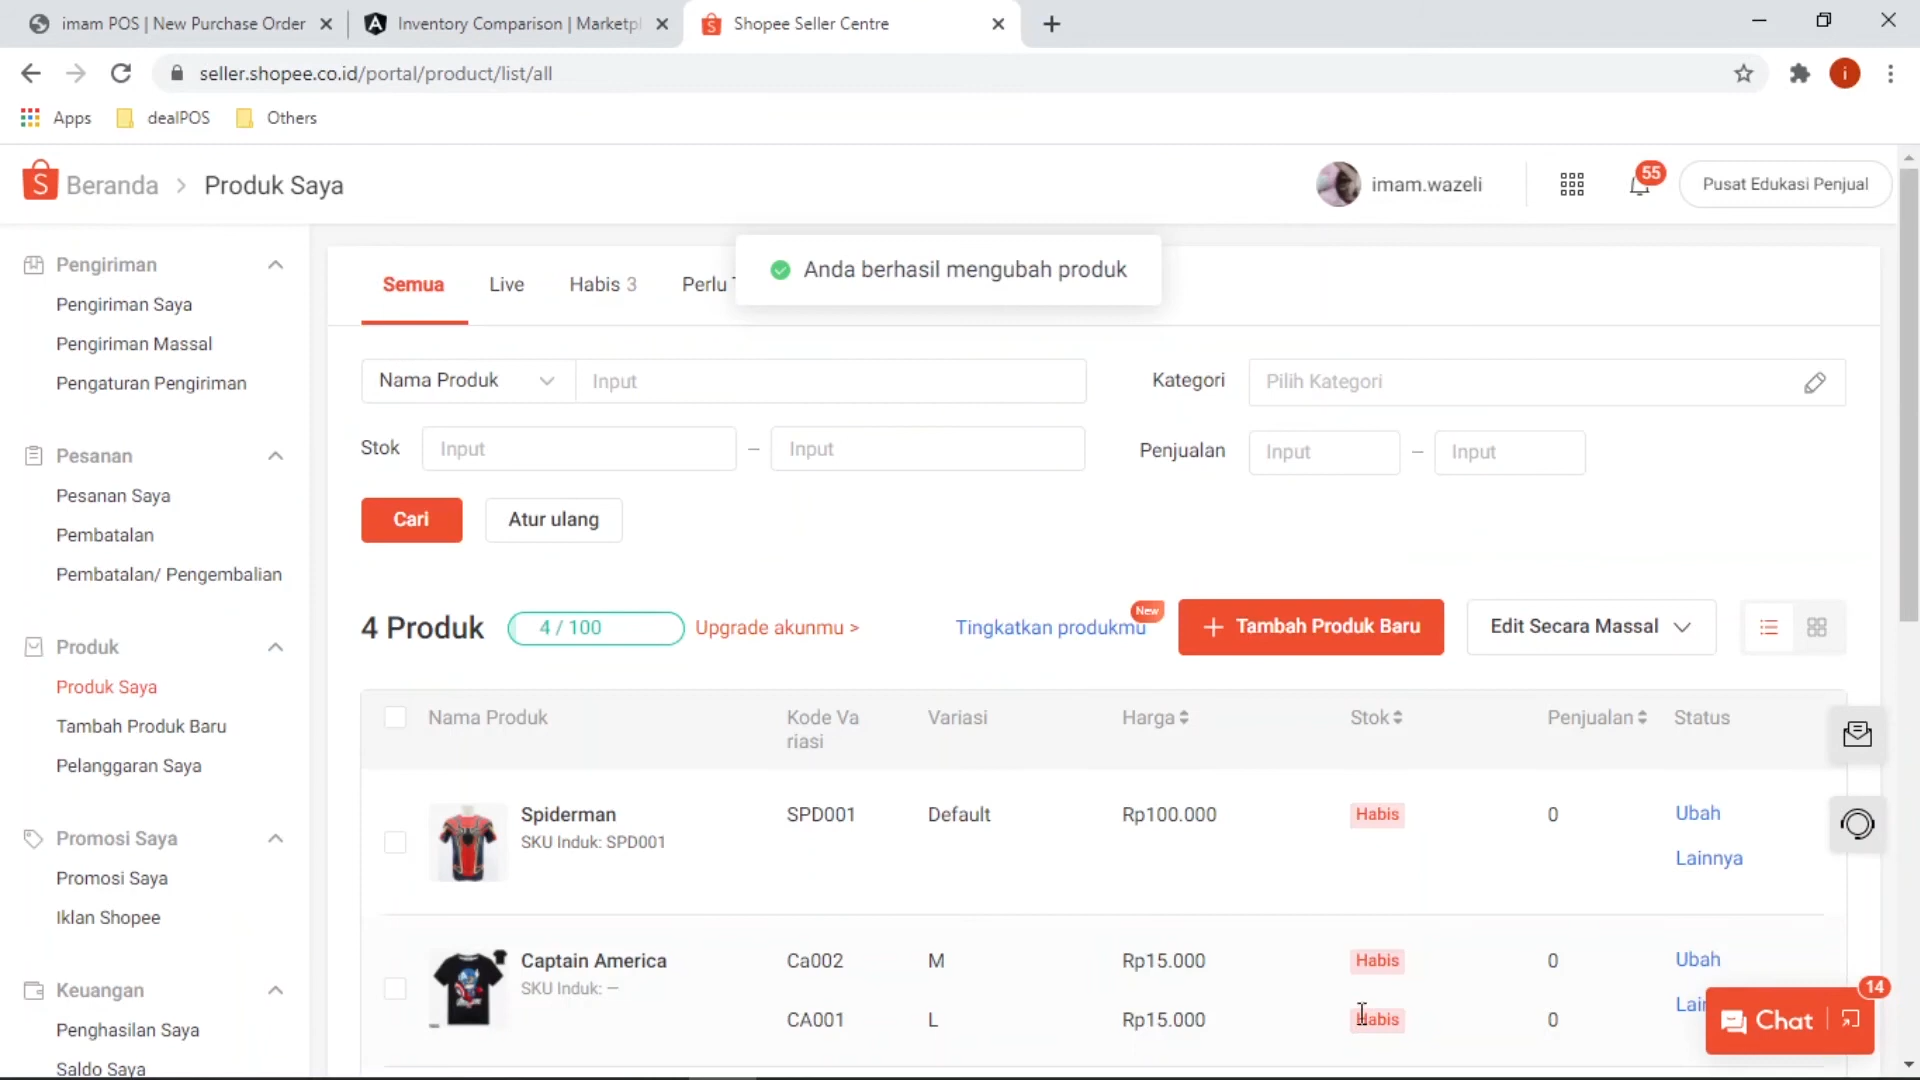 imam POS | New Purchase Order
Inventory Comparison | Marketpl
Shopee Seller Centre
seller.shopee.co.id/portal/product/list/all
i
Apps
dealPOS
Others
S
Beranda > Produk Saya
imam.wazeli
55
Pusat Edukasi Penjual
Pengiriman
Pengiriman Saya
Pengiriman Massal
Pengaturan Pengiriman
Pesanan
Pesanan Saya
Pembatalan
Pembatalan/ Pengembalian
Produk
Produk Saya
Tambah Produk Baru
Pelanggaran Saya
Promosi Saya
Promosi Saya
Iklan Shopee
Keuangan
Penghasilan Saya
Saldo Saya
Semua
Live
Habis 3
Perlu
Anda berhasil mengubah produk
Nama Produk
Input
Kategori
Pilih Kategori
Stok
Input – Input
Penjualan
Input – Input
Cari
Atur ulang
4 Produk
4 / 100
Upgrade akunmu >
Tingkatkan produkmu
New
+ Tambah Produk Baru
Edit Secara Massal
Nama Produk
Kode Va
riasi
Variasi
Harga
Stok
Penjualan
Status
Spiderman
SKU Induk: SPD001
SPD001
Default
Rp100.000
Habis
0
Ubah
Lainnya
Captain America
SKU Induk: –
Ca002
M
Rp15.000
Habis
0
Ubah
CA001
L
Rp15.000
Habis
0
Lai
Chat
14